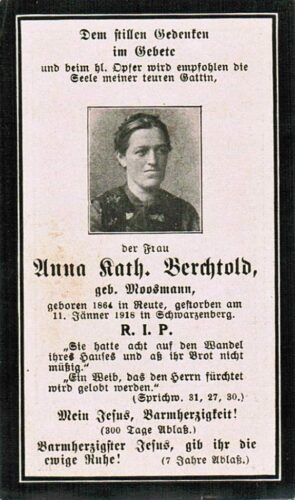 Dem stillen Gedenken
im Gebete
und beim hl. Opfer wird empfohlen die
Seele meiner teuren Gattin,
der Frau
Anna Kath. Berchtold,
geb. Moosmann,
geboren 1864 in Reute, gestorben am
11. Jänner 1918 in Schwarzenberg.
R. I. P.
„Sie hatte acht auf den Wandel
ihres Hauses und aß ihr Brot nicht
müßig.“
„Ein Weib, das den Herrn fürchtet
wird gelobt werden.“
(Sprichw. 31, 27, 30.)
Mein Jesus, Barmherzigkeit!
(300 Tage Ablaß.)
Barmherzigster Jesus, gib ihr die
ewige Ruhe! (7 Jahre Ablaß.)